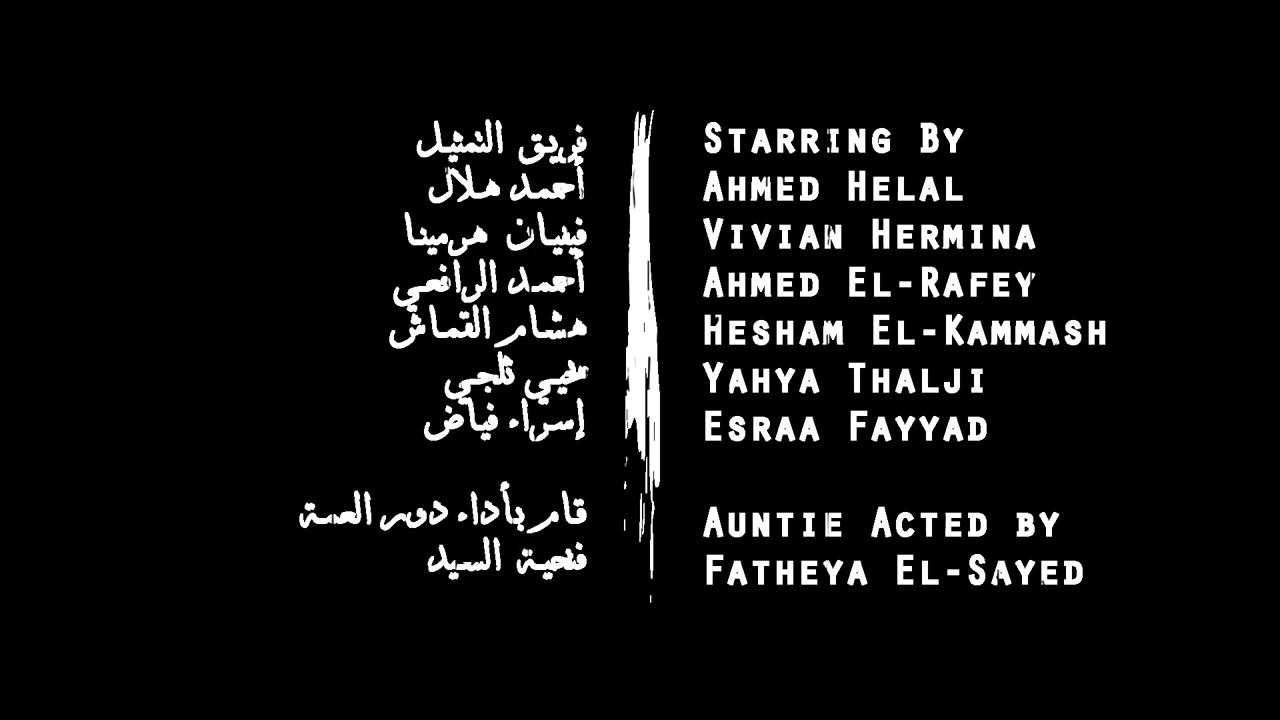 فريق التمثيل
أحمد هلال
فيفيان هرمينا
أحمد الرافعي
هشام القماش
يحيي ثلجي
إسراء فياض
قام بأداء دور العمة
فتحية السيد
Starring By
Ahmed Helal
Vivian Hermina
Ahmed El-Rafey
Hesham El-Kammash
Yahya Thalji
Esraa Fayyad
Auntie Acted by
Fatheya El-Sayed